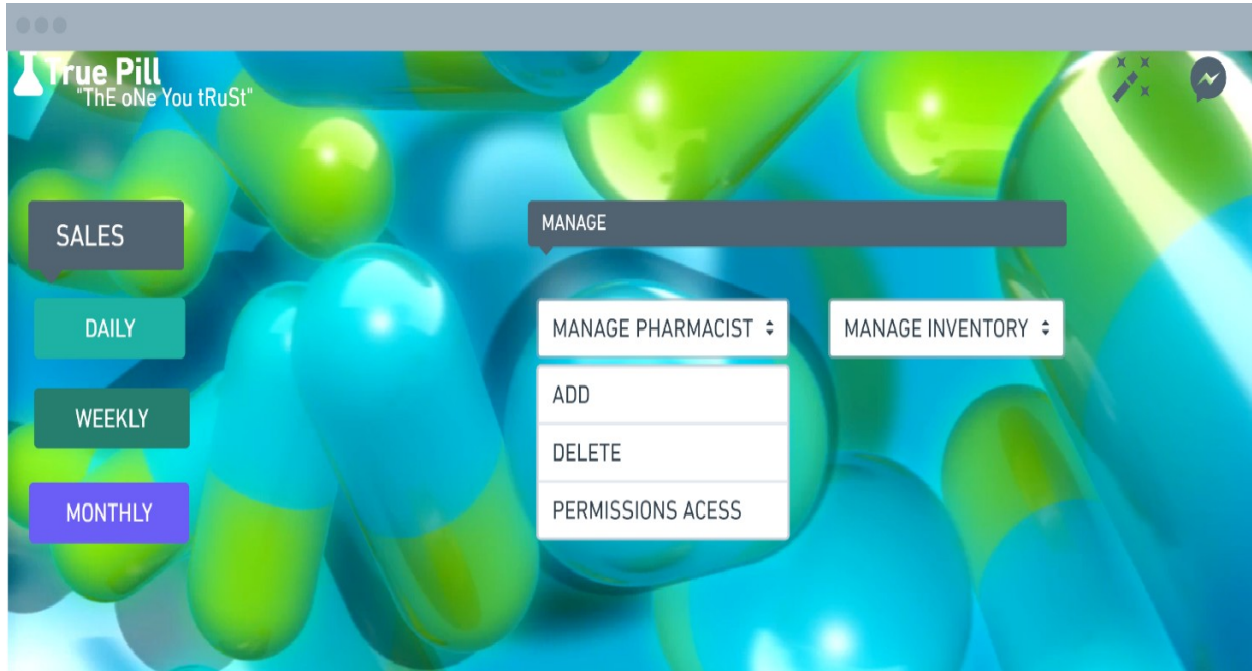 True Pill
"ThE oNe You tRuSt"
SALES
DAILY
WEEKLY
MONTHLY
MANAGE
MANAGE PHARMACIST
MANAGE INVENTORY
ADD
DELETE
PERMISSIONS ACESS